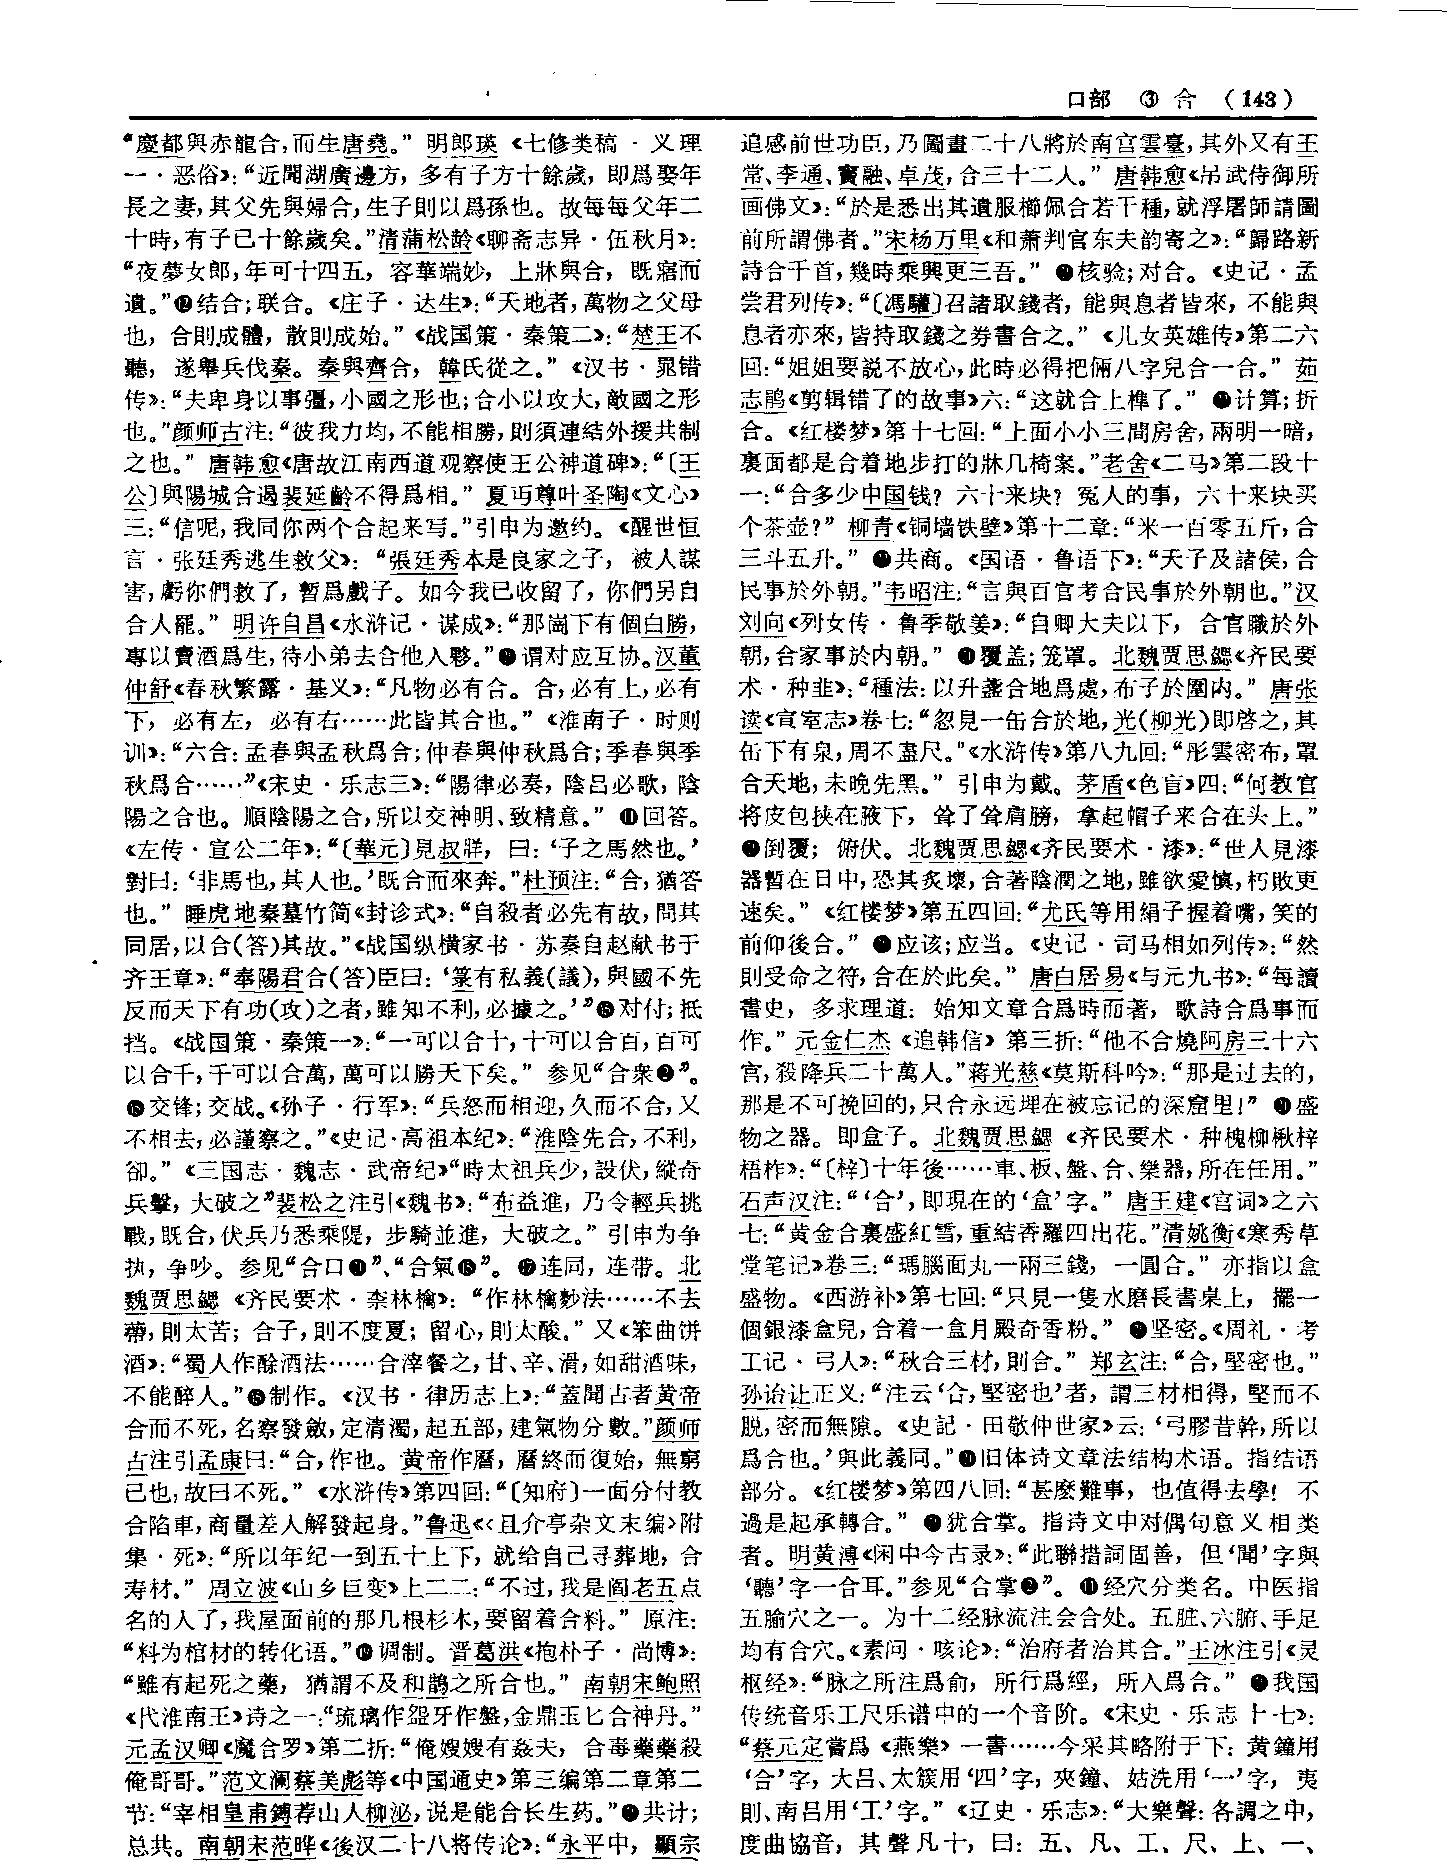 口部 ③ 合 （143）
“慶都與赤龍合，而生唐堯。” 明郎瑛《七修类稿·义理
一·恶俗》：“近聞湖廣邊方，多有子方十餘歲，即爲娶年
長之妻，其父先與婦合，生子則以爲孫也。故每每父年二
十時，有子已十餘歲矣。”清蒲松龄《聊斋志异·伍秋月》：
“夜夢女郎，年可十四五，容華端妙，上牀與合，既寤而
遺。”⓬结合；联合。《庄子·达生》：“天地者，萬物之父母
也，合則成體，散則成始。”《战国策·秦第二》：“楚王不
聽，遂舉兵伐秦。秦與齊合，韓氏從之。”《汉书·晁错
传》：“夫卑身以事彊，小國之形也；合小以攻大，敵國之形
也。”颜师古注：“彼我力均，不能相勝，則須連結外援共制
之也。” 唐韩愈《唐故江南西道观察使王公神道碑》：“〔王
公〕與陽城合遏裴延齡不得爲相。” 夏丏尊叶圣陶《文心》
三：“信呢，我同你两个合起来写。”引申为邀约。《醒世恒
言·张廷秀逃生救父》：“張廷秀本是良家之子，被人謀
害，虧你們救了，暫爲戲子。如今我已收留了，你們另自
合人罷。” 明许自昌《水浒记·谋成》：“那崗下有個白勝，
專以賣酒爲生，待小弟去合他入夥。”谓对应互协。汉董
仲舒《春秋繁露·基义》：“凡物必有合。合，必有上，必有
下，必有左，必有右……此皆其合也。”《淮南子·时则
训》：“六合：孟春與孟秋爲合；仲春與仲秋爲合；季春與季
秋爲合……”《宋史·乐志三》：“陽律必奏，陰吕必歌，陰
陽之合也。順陰陽之合，所以交神明、致精意。” 回答。
《左传·宣公二年》：“〔華元〕見叔牂，曰：‘子之馬然也。’
對曰：‘非馬也，其人也。’既合而來奔。”杜预注：“合，猶答
也。” 睡虎地秦墓竹简《封诊式》：“自殺者必先有故，問其
同居，以合(答)其故。”《战国纵横家书·苏秦自赵献书于
齐王章》：“奉陽君合(答)臣曰：‘篆有私義(議)，與國不先
反而天下有功(攻)之者，雖知不利，必據之。’”⓯对付；抵
挡。《战国策·秦策一》：“一可以合十，十可以合百，百可
以合千，千可以合萬，萬可以勝天下矣。” 参见“合衆❷”。
交锋；交战。《孙子·行军》：“兵怒而相迎，久而不合，又
不相去，必謹察之。”《史记·高祖本纪》：“淮陰先合，不利，
卻。”《三国志·魏志·武帝纪》“時太祖兵少，設伏，縱奇
兵擊，大破之”裴松之注引《魏书》：“布益進，乃令輕兵挑
戰，既合，伏兵乃悉乘隄，步騎並進，大破之。” 引申为争
执，争吵。参见“合口”、“合氣”。连同，连带。北
魏贾思勰《齐民要术·柰林檎》：“作林檎麨法……不去
蔕，則太苦；合子，則不度夏；留心，則太酸。” 又《笨曲饼
酒》：“蜀人作酴酒法……合滓餐之，甘、辛、滑，如甜酒味，
不能醉人。”制作。《汉书·律历志上》：“蓋聞古者黄帝
合而不死，名察發斂，定清濁，起五部，建氣物分數。”颜师
古注引孟康曰：“合，作也。黄帝作曆，曆終而復始，無窮
已也，故曰不死。”《水浒传》第四回：“〔知府〕一面分付教
合陷車，商量差人解發起身。”鲁迅《〈且介亭杂文末编〉附
集·死》：“所以年纪一到五十上下，就给自己寻葬地，合
寿材。” 周立波《山乡巨变》上二二：“不过，我是阎老五点
名的人了，我屋面前的那几根杉木，要留着合料。” 原注：
“料为棺材的转化语。”调制。晋葛洪《抱朴子·尚博》：
“雖有起死之藥，猶謂不及和鵲之所合也。” 南朝宋鲍照
《代淮南王》诗之一：“琉璃作盌牙作盤，金鼎玉匕合神丹。”
元孟汉卿《魔合罗》第二折：“俺嫂嫂有姦夫，合毒藥藥殺
俺哥哥。”范文澜蔡美彪等《中国通史》第三编第二章第二
节：“宰相皇甫鎛荐山人柳泌，说是能合长生药。”共计；
总共。南朝宋范晔《後汉二十八将传论》：“永平中，顯宗
追感前世功臣，乃圖畫二十八將於南宫雲臺，其外又有王
常、李通、竇融、卓茂，合三十二人。” 唐韩愈《吊武侍御所
画佛文》：“於是悉出其遺服櫛佩合若干種，就浮屠師請圖
前所謂佛者。”宋杨万里《和萧判官东夫韵寄之》：“歸路新
詩合千首，幾時乘興更三吾。” 核验；对合。《史记·孟
尝君列传》：“〔馮驩〕召諸取錢者，能與息者皆來，不能與
息者亦來，皆持取錢之券書合之。”《儿女英雄传》第二六
回：“姐姐要説不放心，此時必得把倆八字兒合一合。” 茹
志鹃《剪辑错了的故事》六：“这就合上榫了。” 计算；折
合。《红楼梦》第十七回：“上面小小三間房舍，兩明一暗，
裏面都是合着地步打的牀几椅案。”老舍《二马》第二段十
一：“合多少中国钱？六十来块？冤人的事，六十来块买
个茶壶？” 柳青《铜墙铁壁》第十二章：“米一百零五斤，合
三斗五升。” 共商。《国语·鲁语下》：“天子及諸侯，合
民事於外朝。”韦昭注：“言與百官考合民事於外朝也。”汉
刘向《列女传·鲁季敬姜》：“自卿大夫以下，合官職於外
朝，合家事於内朝。” 覆盖；笼罩。北魏贾思勰《齐民要
术·种韭》：“種法：以升盞合地爲處，布子於圍内。” 唐张
读《宣室志》卷七：“忽見一缶合於地，光(柳光)即啓之，其
缶下有泉，周不盡尺。”《水浒传》第八九回：“彤雲密布，罩
合天地，未晚先黑。” 引申为戴。茅盾《色盲》四：“何教官
将皮包挟在腋下，耸了耸肩膀，拿起帽子来合在头上。”
倒覆；俯伏。北魏贾思勰《齐民要术·漆》：“世人見漆
器暫在日中，恐其炙壞，合著陰潤之地，雖欲愛慎，朽敗更
速矣。”《红楼梦》第五四回：“尤氏等用絹子握着嘴，笑的
前仰後合。” 应该；应当。《史记·司马相如列传》：“然
則受命之符，合在於此矣。” 唐白居易《与元九书》：“每讀
書史，多求理道：始知文章合爲時而著，歌詩合爲事而
作。” 元金仁杰《追韩信》第三折：“他不合燒阿房三十六
宫，殺降兵二十萬人。”蒋光慈《莫斯科吟》：“那是过去的，
那是不可挽回的，只合永远埋在被忘记的深窟里！” 盛
物之器。即盒子。北魏贾思勰《齐民要术·种槐柳楸梓
梧柞》：“〔梓〕十年後……車、板、盤、合、樂器，所在任用。”
石声汉注：“‘合’，即現在的‘盒’字。” 唐王建《宫词》之六
七：“黄金合裏盛紅雪，重結香羅四出花。”清姚衡《寒秀草
堂笔记》卷三：“瑪腦面丸一兩三錢，一圓合。” 亦指以盒
盛物。《西游补》第七回：“只見一隻水磨長書桌上，擺一
個銀漆盒兒，合着一盒月殿奇香粉。” 坚密。《周礼·考
工记·弓人》：“秋合三材，則合。” 郑玄注：“合，堅密也。”
孙诒让正义：“注云‘合，堅密也’者，謂三材相得，堅而不
脱，密而無隙。《史記·田敬仲世家》云：‘弓膠昔幹，所以
爲合也。’與此義同。”旧体诗文章法结构术语。指结语
部分。《红楼梦》第四八回：“甚麽難事，也值得去學！不
過是起承轉合。” 犹合掌。指诗文中对偶句意义相类
者。明黄溥《闲中今古录》：“此聯措詞固善，但‘聞’字與
‘聽’字一合耳。”参见“合掌❷”。经穴分类名。中医指
五腧穴之一。为十二经脉流注会合处。五脏、六腑、手足
均有合穴。《素问·咳论》：“治府者治其合。”王冰注引《灵
枢经》：“脉之所注爲俞，所行爲經，所入爲合。” 我国
传统音乐工尺乐谱中的一个音阶。《宋史·乐志十七》：
“蔡元定嘗爲《燕樂》一書……今采其略附于下：黄鐘用
‘合’字，大吕、太簇用‘四’字，夾鐘、姑洗用‘一’字，夷
則、南吕用‘工’字。”《辽史·乐志》：“大樂聲：各調之中，
度曲協音，其聲凡十，曰：五、凡、工、尺、上、一、